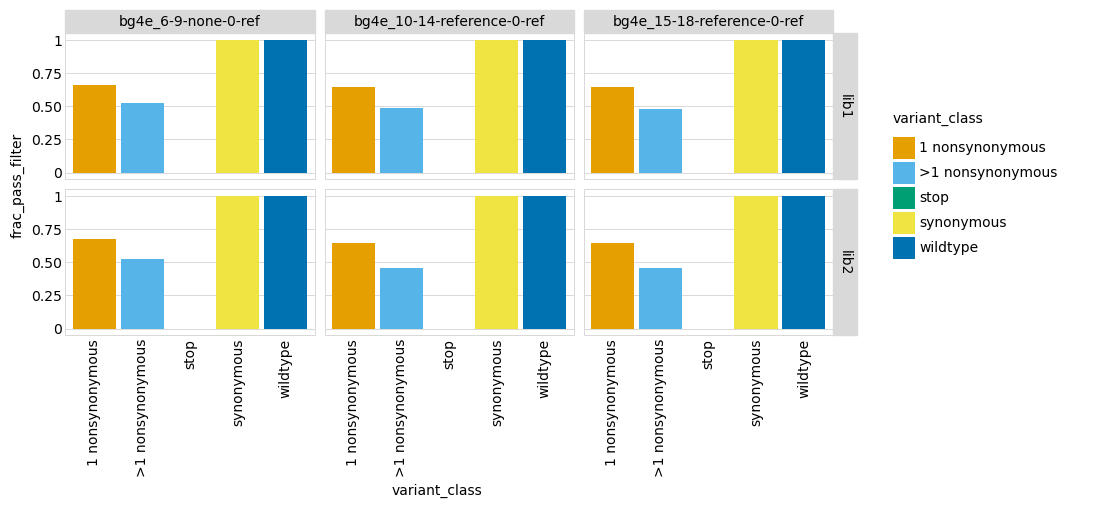 bg4e_6-9-none-0-ref
bg4e_10-14-reference-0-ref
bg4e_15-18-reference-0-ref
frac_pass_filter
1
0.75
0.50
0.25
0
lib1
1
0.75
0.50
0.25
0
lib2
1 nonsynonymous
>1 nonsynonymous
stop
synonymous
wildtype
1 nonsynonymous
>1 nonsynonymous
stop
synonymous
wildtype
1 nonsynonymous
>1 nonsynonymous
stop
synonymous
wildtype
variant_class
variant_class
1 nonsynonymous
>1 nonsynonymous
stop
synonymous
wildtype